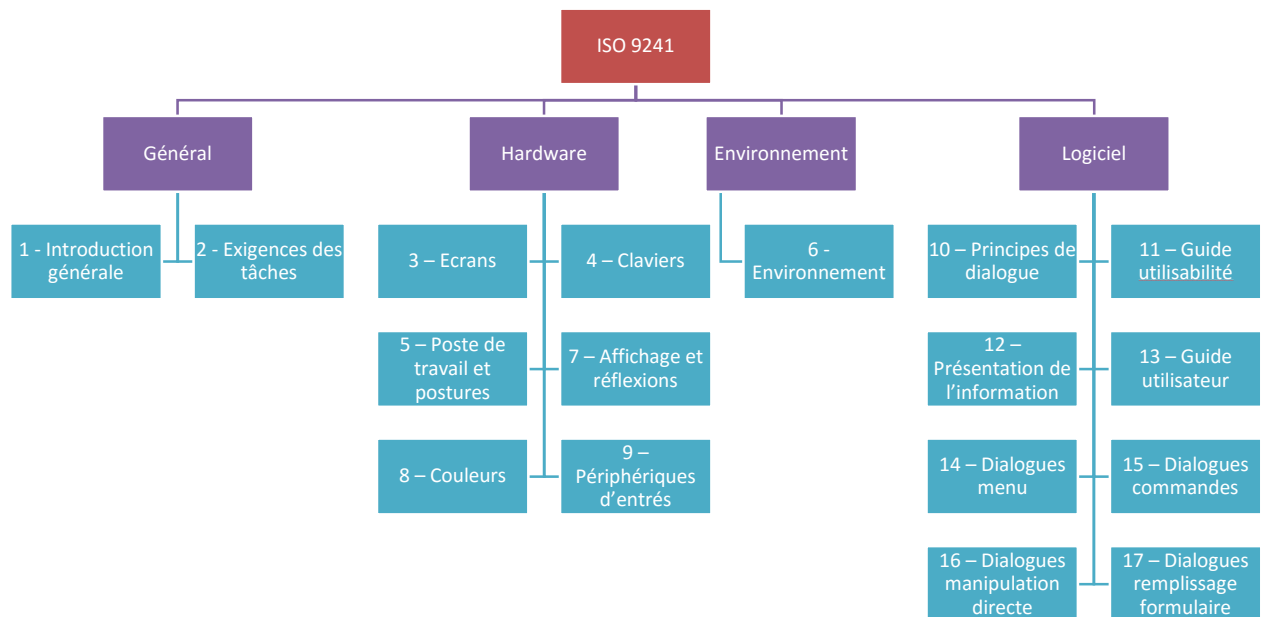 ISO 9241
Général
Hardware
Environnement
Logiciel
1 - Introduction
générale
2 - Exigences des
tâches
3 – Ecrans
4 – Claviers
6 -
Environnement
10 – Principes de
dialogue
11 – Guide
utilisabilité
5 – Poste de
travail et
postures
7 – Affichage et
réflexions
12 –
Présentation de
l’information
13 – Guide
utilisateur
8 – Couleurs
9 –
Périphériques
d’entrés
14 – Dialogues
menu
15 – Dialogues
commandes
16 – Dialogues
manipulation
directe
17 – Dialogues
remplissage
formulaire